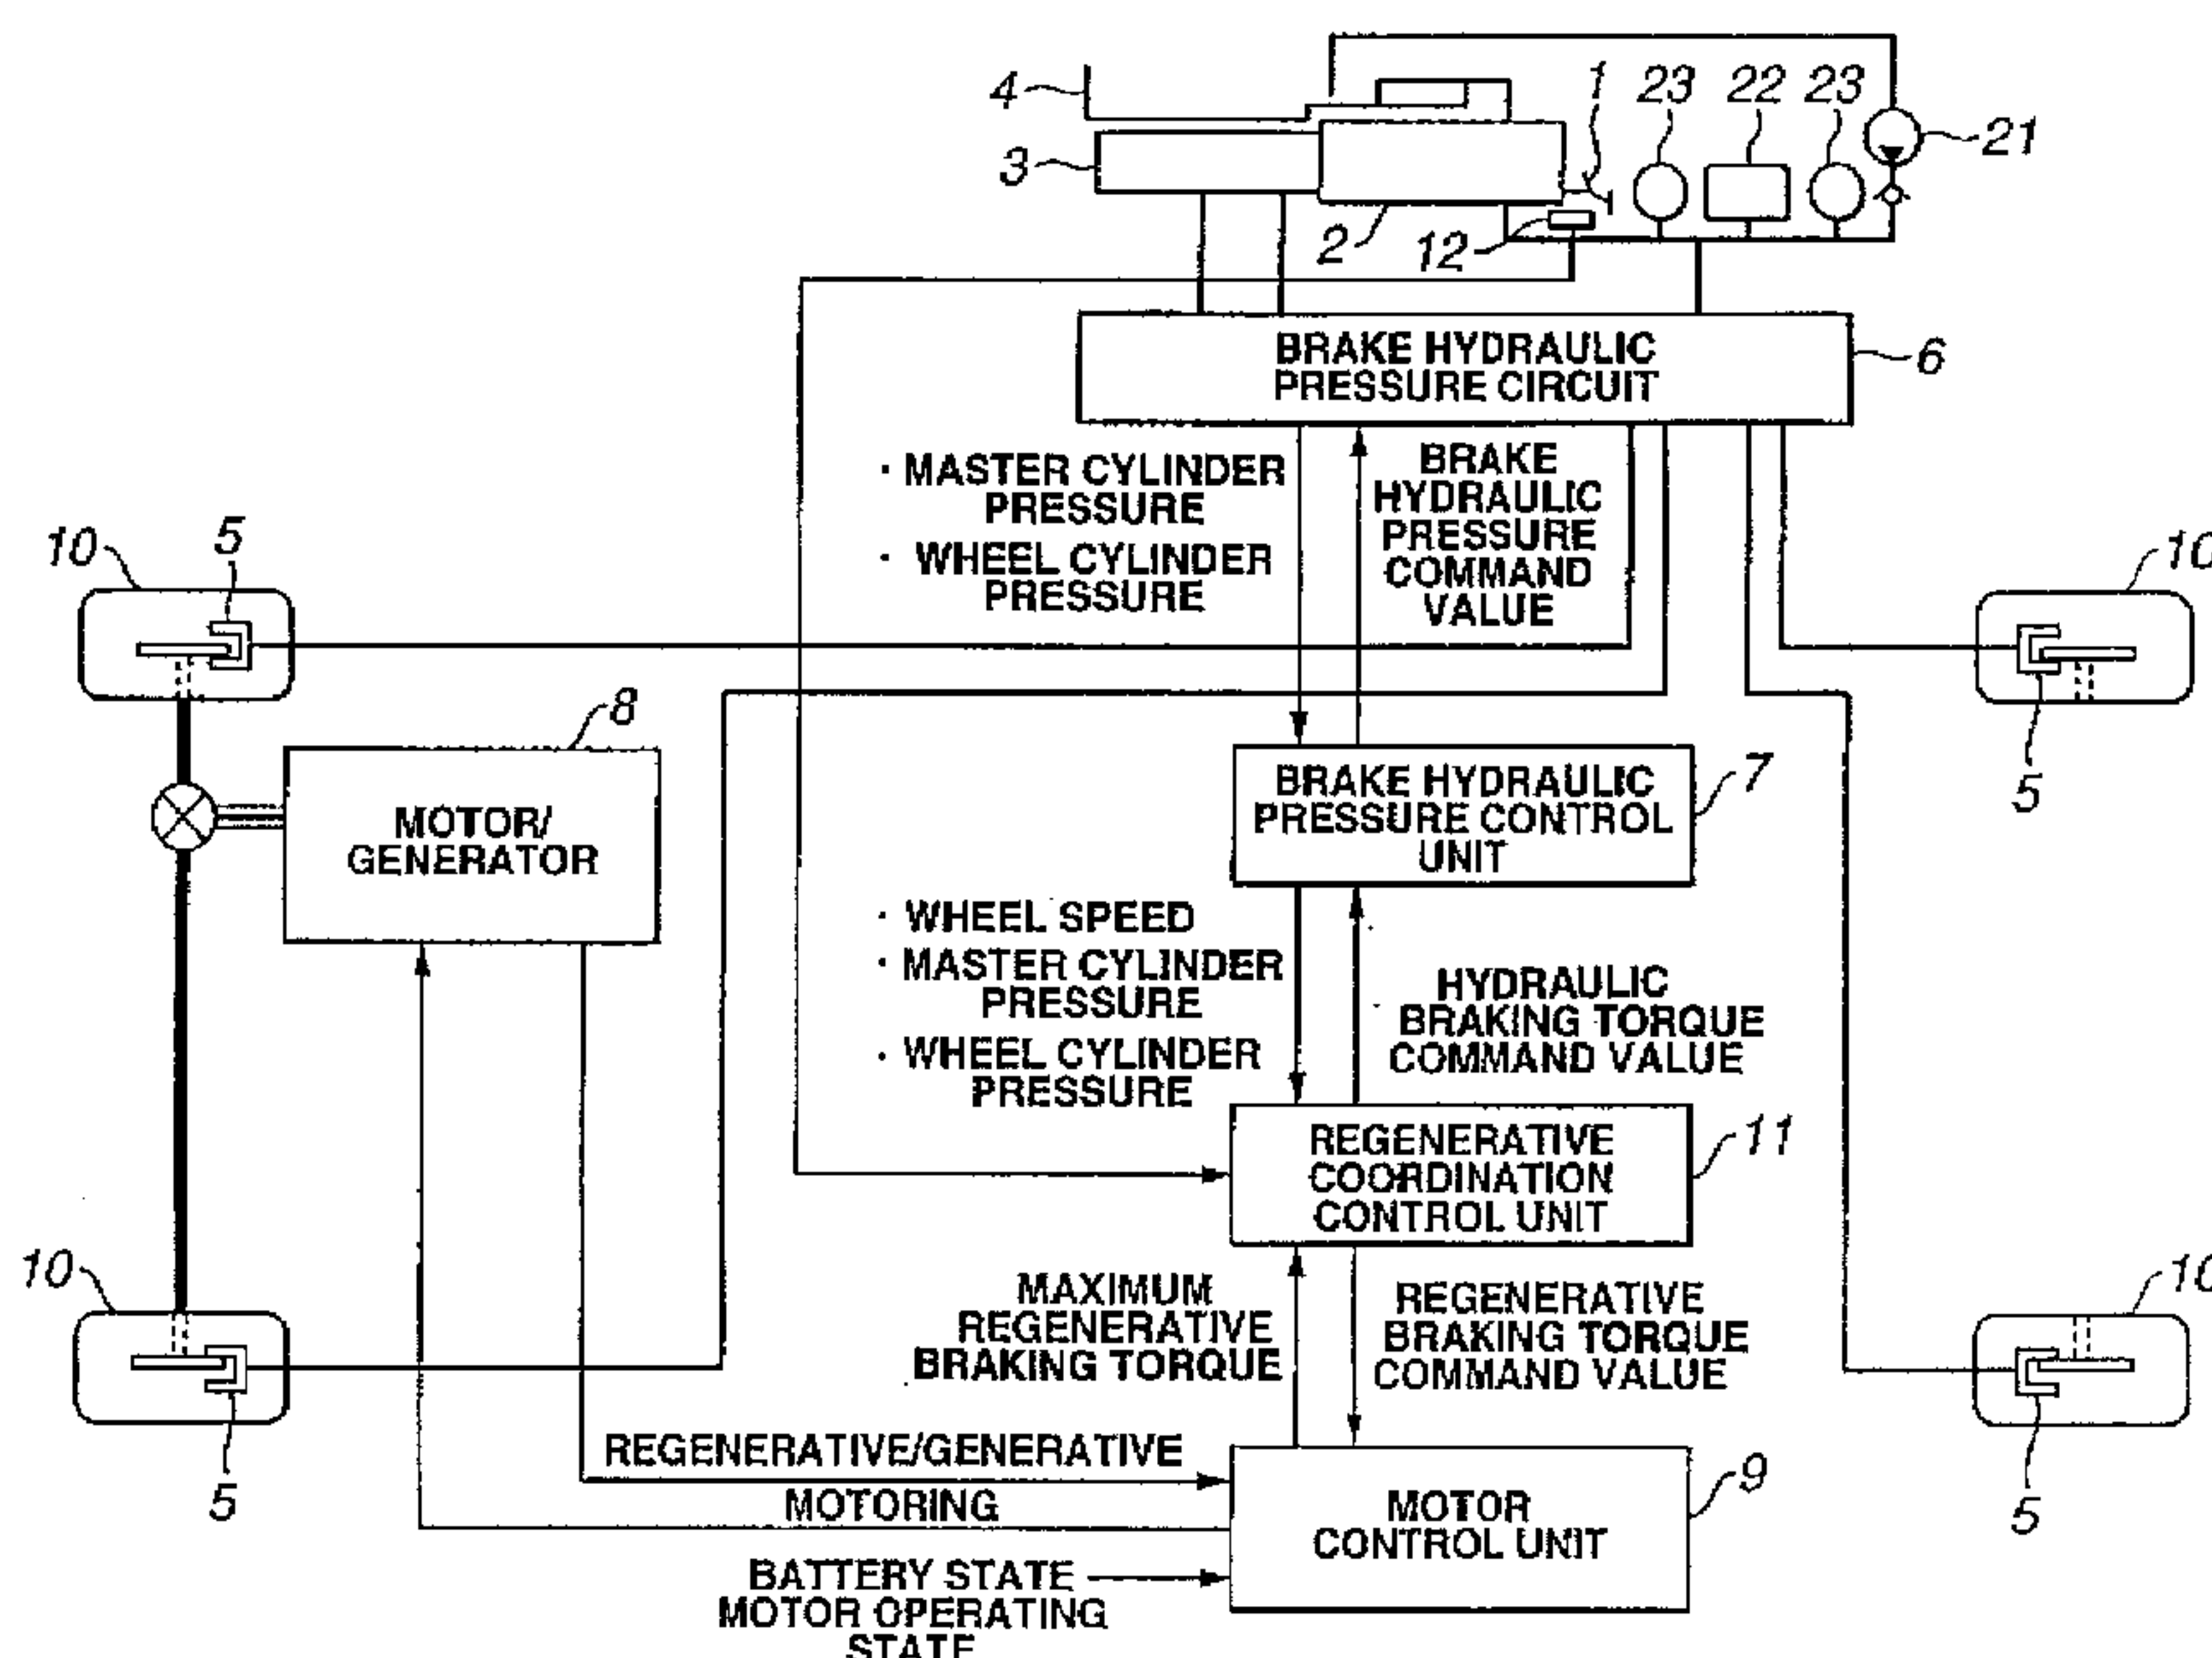 4
1
23
22
23
21
3
2
12
BRAKE HYDRAULIC
PRESSURE CIRCUIT
6
· MASTER CYLINDER
PRESSURE
· WHEEL CYLINDER
PRESSURE
BRAKE
HYDRAULIC
PRESSURE
COMMAND
VALUE
10
5
10
5
8
MOTOR/
GENERATOR
BRAKE HYDRAULIC
PRESSURE CONTROL
UNIT
7
· WHEEL SPEED
· MASTER CYLINDER
PRESSURE
· WHEEL CYLINDER
PRESSURE
HYDRAULIC
BRAKING TORQUE
COMMAND VALUE
REGENERATIVE
COORDINATION
CONTROL UNIT
11
10
5
10
5
MAXIMUM
REGENERATIVE
BRAKING TORQUE
REGENERATIVE
BRAKING TORQUE
COMMAND VALUE
REGENERATIVE/GENERATIVE
MOTORING
MOTOR
CONTROL UNIT
9
BATTERY STATE
MOTOR OPERATING
STATE